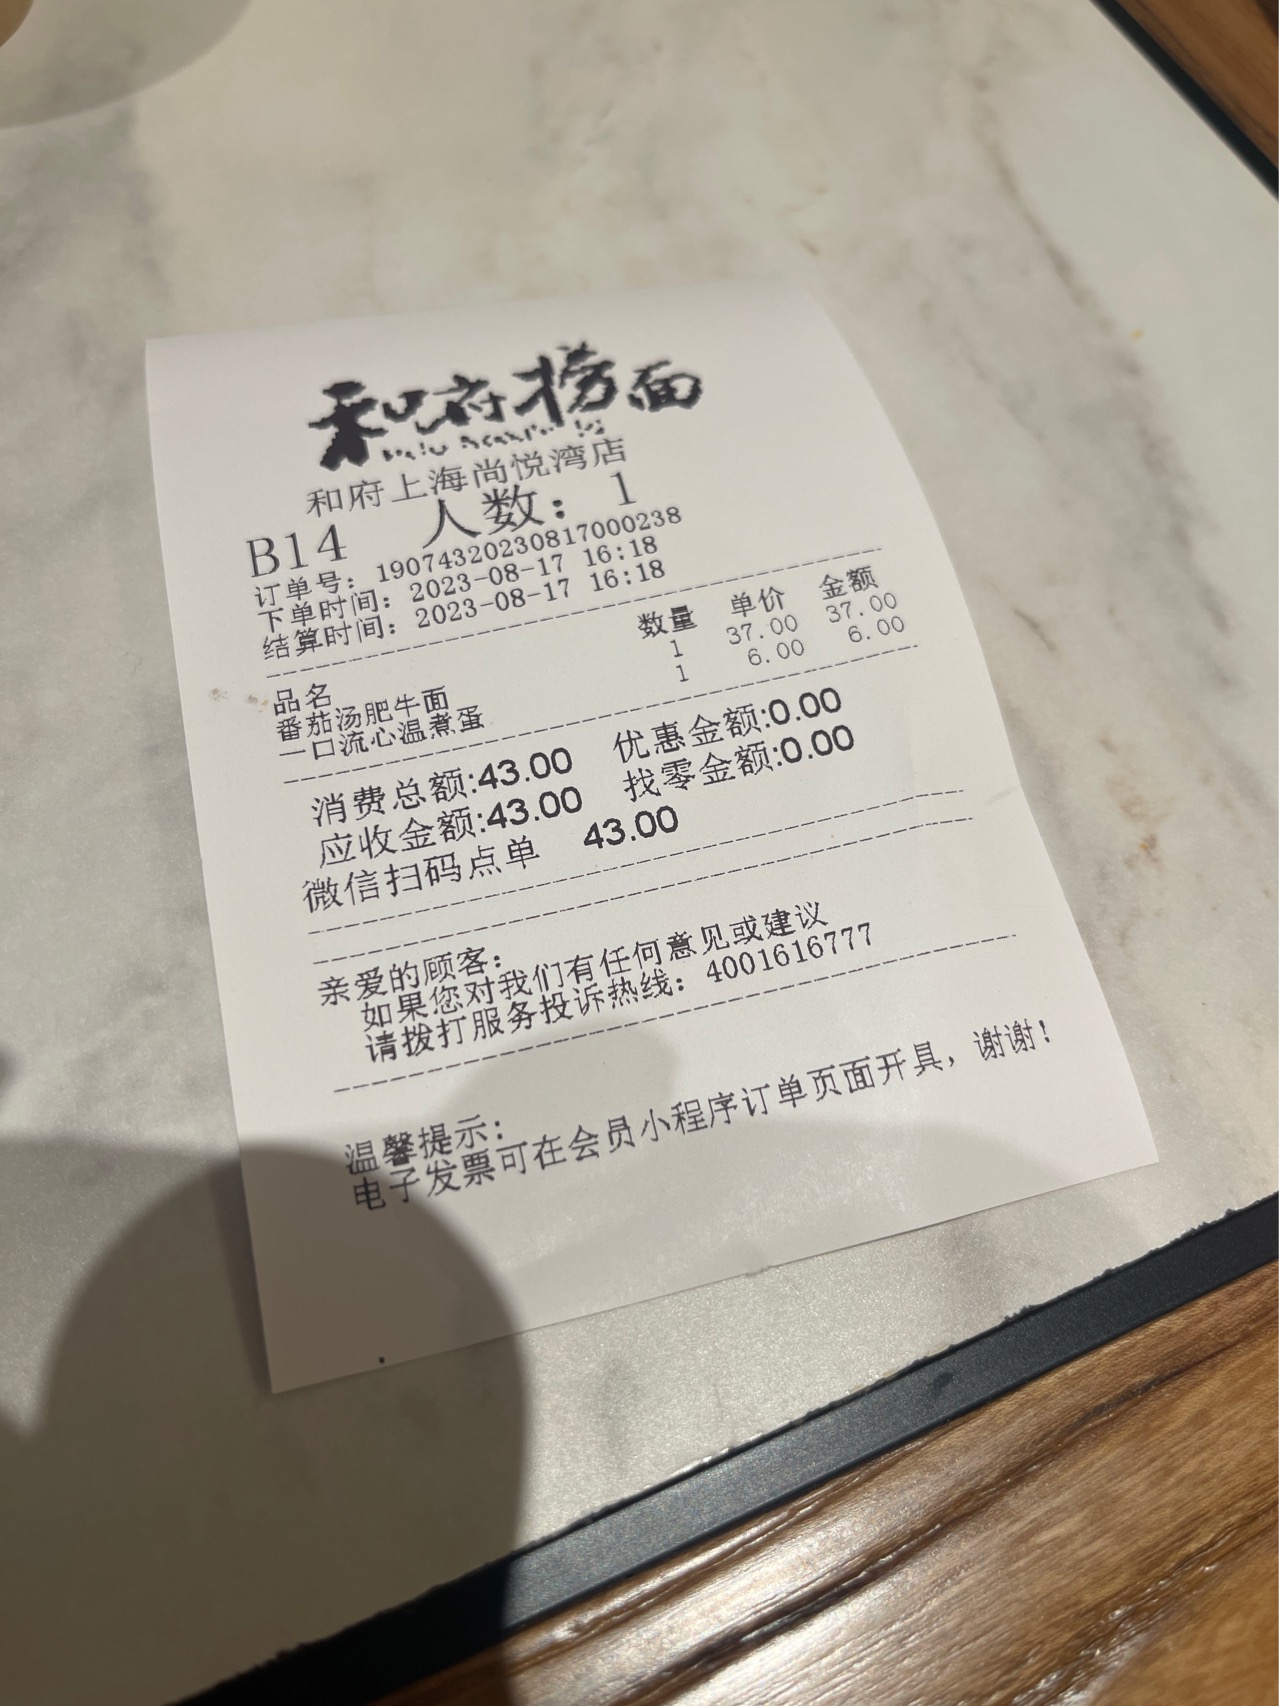 和府捞面
和府上海尚悦湾店
B14 人数：1
订单号：19074320230817000238
下单时间：2023-08-17 16:18
结算时间：2023-08-17 16:18
品名 数量 单价 金额
番茄汤肥牛面 1 37.00 37.00
一口流心温煮蛋 1 6.00 6.00
消费总额:43.00 优惠金额:0.00
应收金额:43.00 找零金额:0.00
微信扫码点单 43.00
亲爱的顾客：
如果您对我们有任何意见或建议
请拨打服务投诉热线：4001616777
温馨提示：
电子发票可在会员小程序订单页面开具，谢谢！